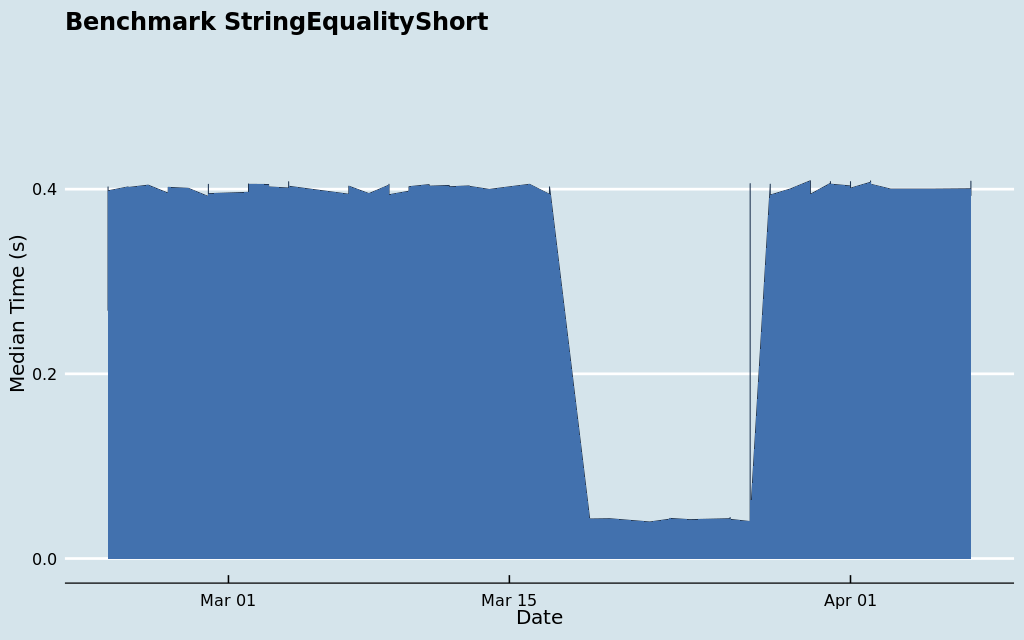 Benchmark StringEqualityShort
Median Time (s)
0.4
0.2
0.0
Mar 01
Mar 15
Apr 01
Date